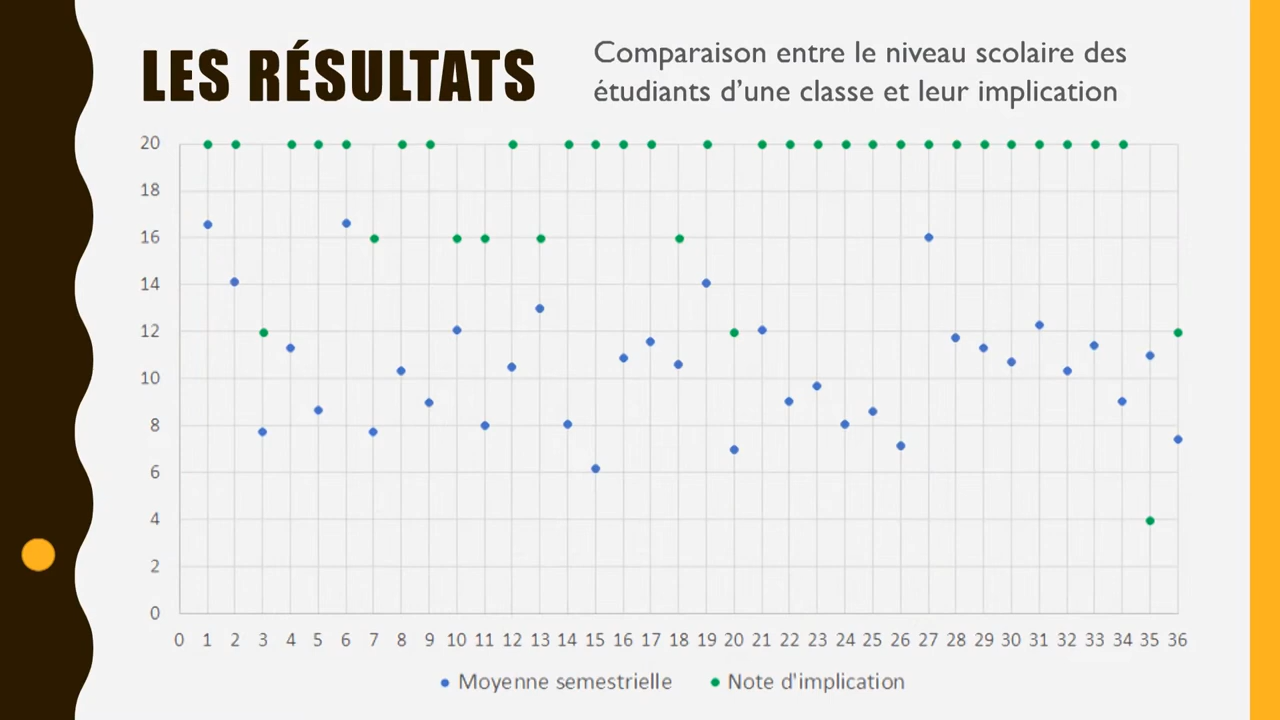 LES RÉSULTATS
Comparaison entre le niveau scolaire des
étudiants d’une classe et leur implication
20
18
16
14
12
10
8
6
4
2
0
0 1 2 3 4 5 6 7 8 9 10 11 12 13 14 15 16 17 18 19 20 21 22 23 24 25 26 27 28 29 30 31 32 33 34 35 36
Moyenne semestrielle Note d'implication